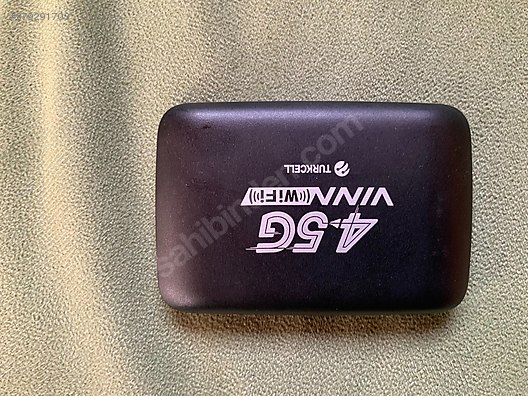 4.5G
VINN WiFi
TURKCELL
sahibinden.com